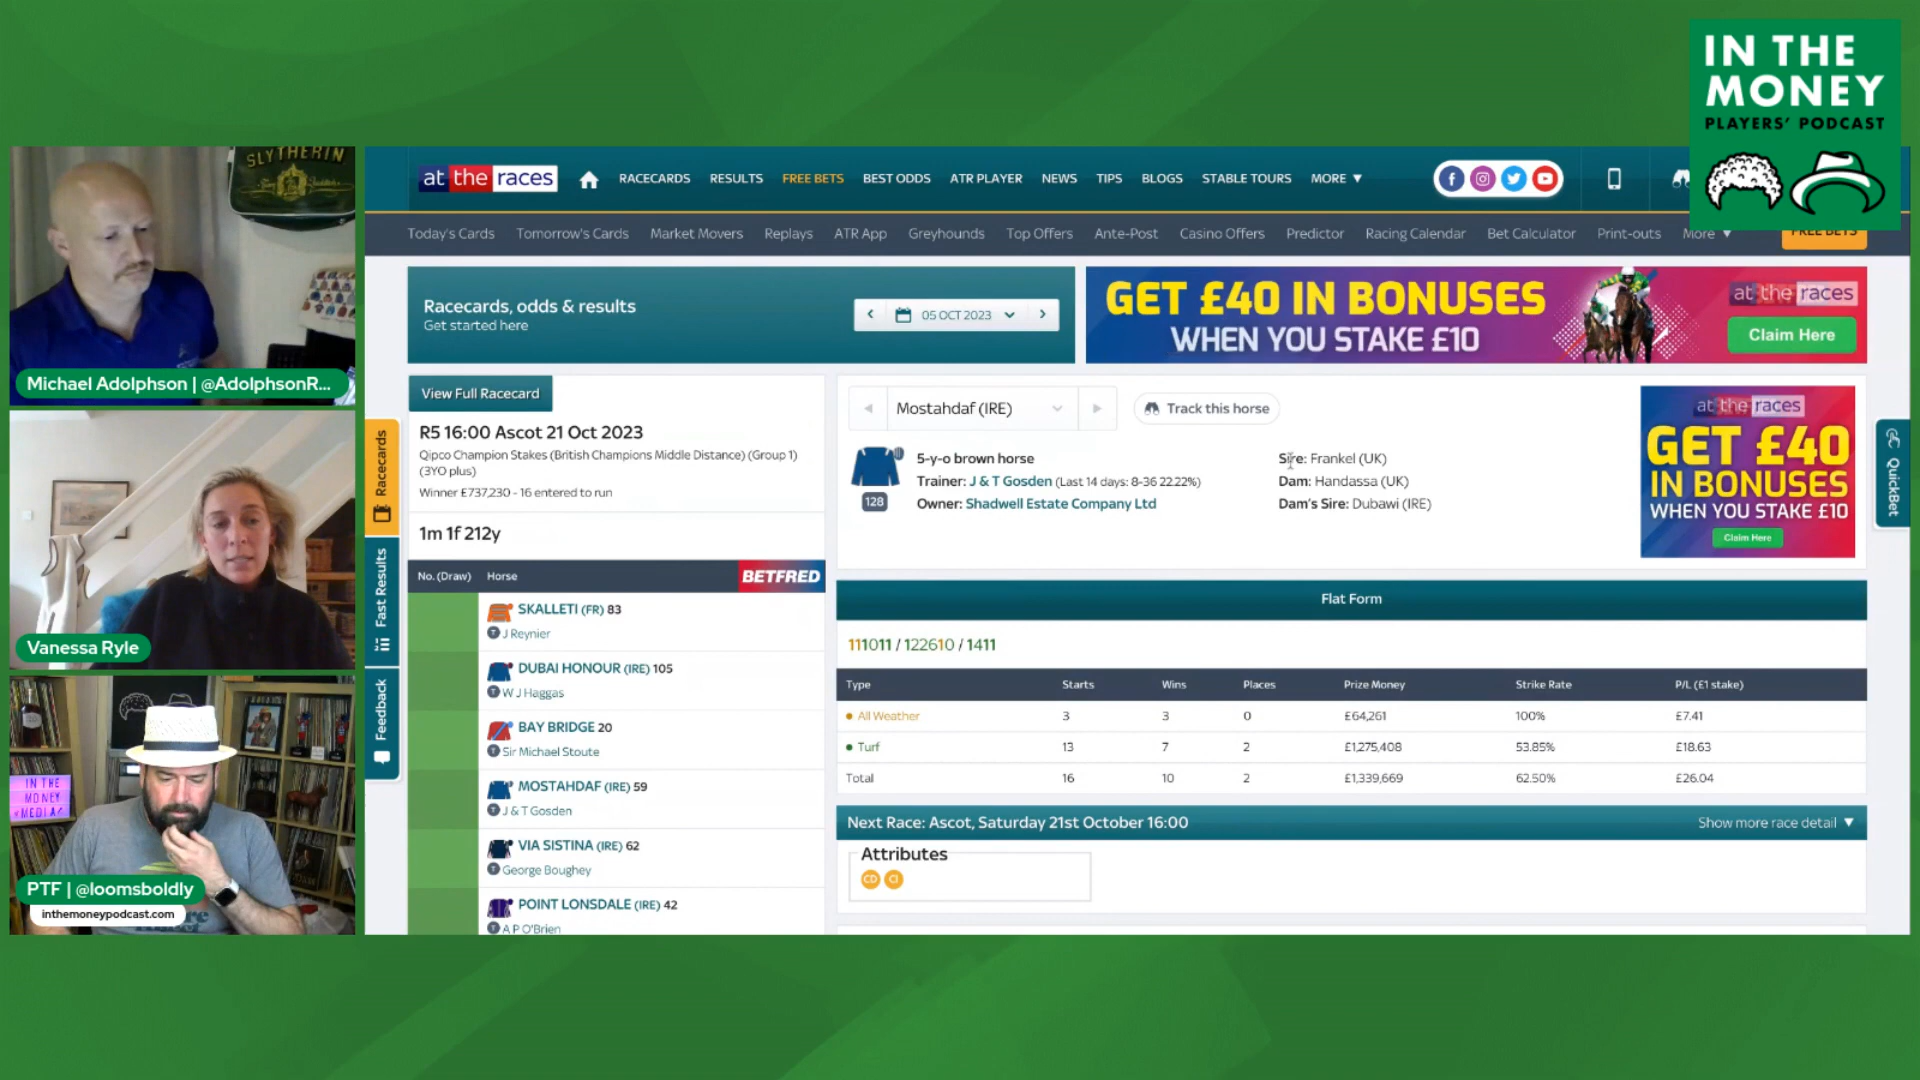 IN THE
MONEY
PLAYERS' PODCAST
SLYTHERIN
Michael Adolphson | @AdolphsonR...
Vanessa Ryle
IN THE
MONEY
MEDIA
PTF | @loomsboldly
inthemoneypodcast.com
at the races
RACECARDS
RESULTS
FREE BETS
BEST ODDS
ATR PLAYER
NEWS
TIPS
BLOGS
STABLE TOURS
MORE ▼
Today's Cards
Tomorrow's Cards
Market Movers
Replays
ATR App
Greyhounds
Top Offers
Ante-Post
Casino Offers
Predictor
Racing Calendar
Bet Calculator
Print-outs
More ▼
FREE BETS
Racecards, odds & results
Get started here
05 OCT 2023
GET £40 IN BONUSES
WHEN YOU STAKE £10
at the races
Claim Here
Racecards
Fast Results
Feedback
View Full Racecard
R5 16:00 Ascot 21 Oct 2023
Qipco Champion Stakes (British Champions Middle Distance) (Group 1)
(3YO plus)
Winner £737,230 - 16 entered to run
1m 1f 212y
No. (Draw) Horse BETFRED
SKALLETI (FR) 83
J Reynier
DUBAI HONOUR (IRE) 105
W J Haggas
BAY BRIDGE 20
Sir Michael Stoute
MOSTAHDAF (IRE) 59
J & T Gosden
VIA SISTINA (IRE) 62
George Boughey
POINT LONSDALE (IRE) 42
A P O'Brien
Mostahdaf (IRE)
Track this horse
128
5-y-o brown horse
Trainer: J & T Gosden (Last 14 days: 8-36 22.22%)
Owner: Shadwell Estate Company Ltd
Sire: Frankel (UK)
Dam: Handassa (UK)
Dam's Sire: Dubawi (IRE)
at the races
GET £40
IN BONUSES
WHEN YOU STAKE £10
Claim Here
QuickBet
Flat Form
111011 / 122610 / 1411
Type Starts Wins Places Prize Money Strike Rate P/L (£1 stake)
All Weather 3 3 0 £64,261 100% £7.41
Turf 13 7 2 £1,275,408 53.85% £18.63
Total 16 10 2 £1,339,669 62.50% £26.04
Next Race: Ascot, Saturday 21st October 16:00
Show more race detail ▼
Attributes
CD CI